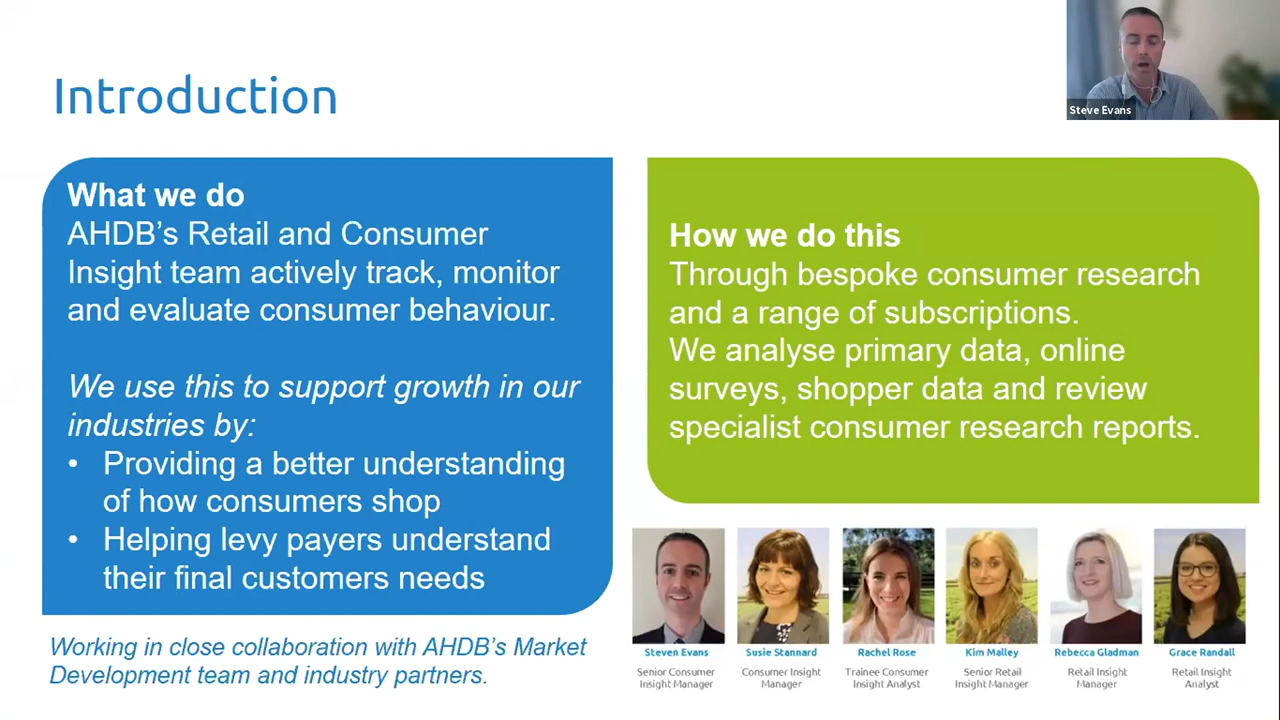 Introduction
Steve Evans
What we do
AHDB's Retail and Consumer
Insight team actively track, monitor
and evaluate consumer behaviour.
We use this to support growth in our
industries by:
• Providing a better understanding
of how consumers shop
• Helping levy payers understand
their final customers needs
Working in close collaboration with AHDB's Market
Development team and industry partners.
How we do this
Through bespoke consumer research
and a range of subscriptions.
We analyse primary data, online
surveys, shopper data and review
specialist consumer research reports.
Steven Evans
Senior Consumer
Insight Manager
Susie Stannard
Consumer Insight
Manager
Rachel Rose
Trainee Consumer
Insight Analyst
Kim Malley
Senior Retail
Insight Manager
Rebecca Gladman
Retail Insight
Manager
Grace Randall
Retail Insight
Analyst